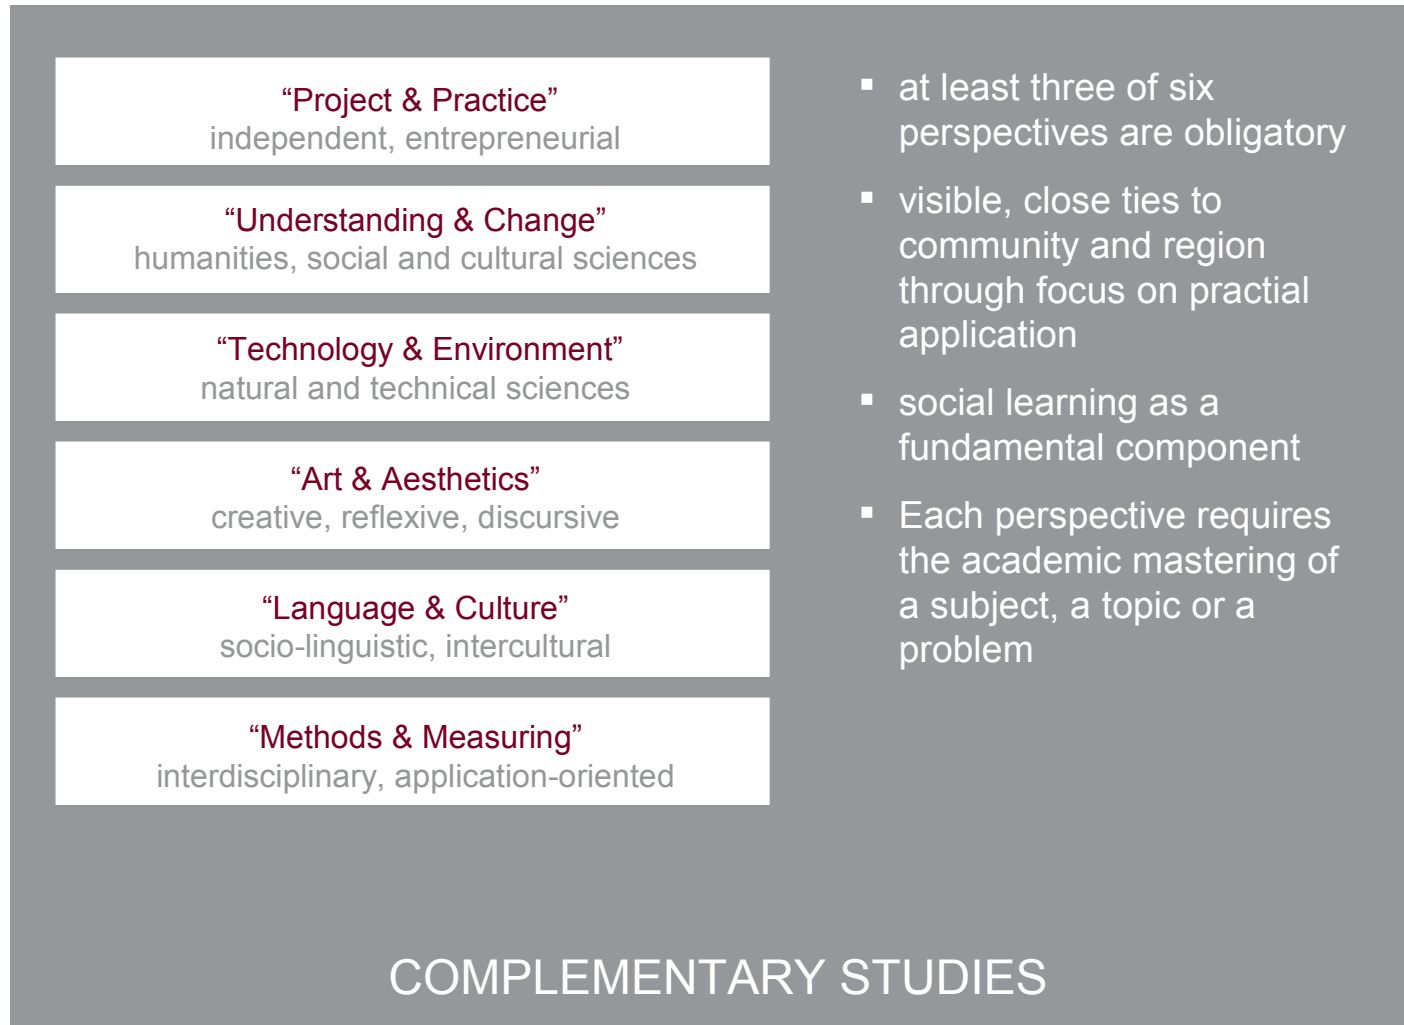 “Project & Practice”
independent, entrepreneurial
“Understanding & Change”
humanities, social and cultural sciences
“Technology & Environment”
natural and technical sciences
“Art & Aesthetics”
creative, reflexive, discursive
“Language & Culture”
socio-linguistic, intercultural
“Methods & Measuring”
interdisciplinary, application-oriented
▪ at least three of six
perspectives are obligatory
▪ visible, close ties to
community and region
through focus on practial
application
▪ social learning as a
fundamental component
▪ Each perspective requires
the academic mastering of
a subject, a topic or a
problem
COMPLEMENTARY STUDIES